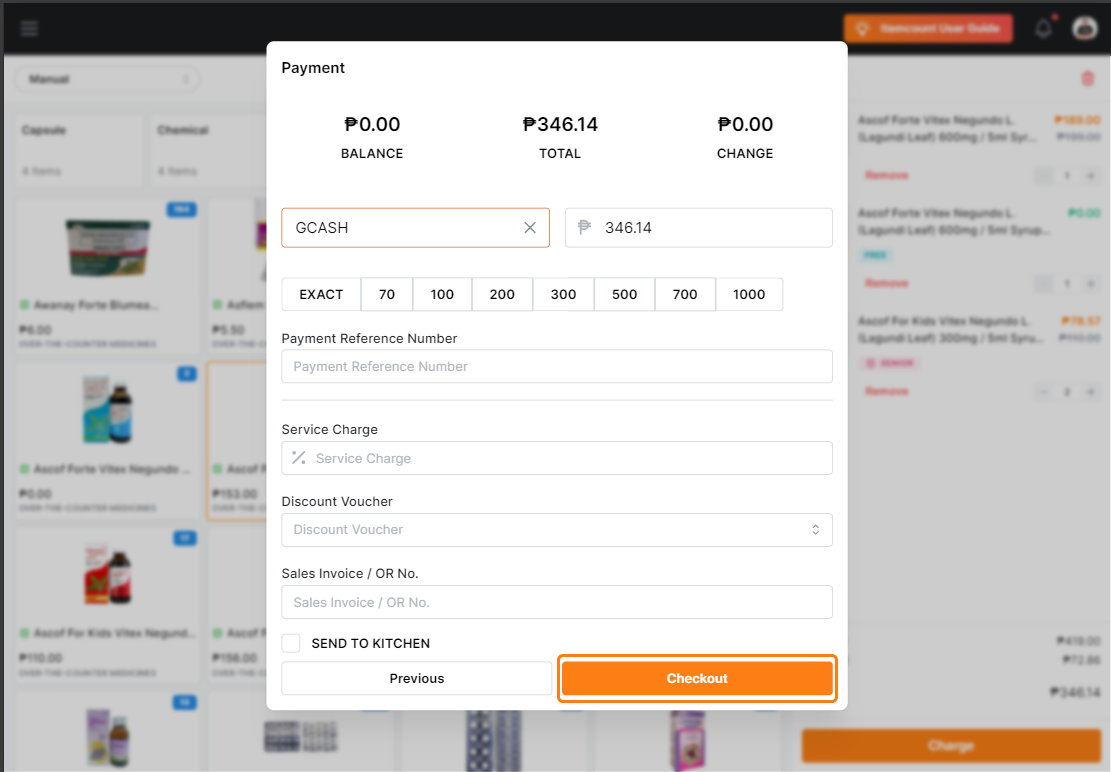 Itemcount User Guide
Manual
Capsule
Chemical
4 Items
4 Items
Payment
₱0.00
₱346.14
₱0.00
BALANCE
TOTAL
CHANGE
GCASH
₱ 346.14
EXACT 70 100 200 300 500 700 1000
Payment Reference Number
Payment Reference Number
Service Charge
Service Charge
Discount Voucher
Discount Voucher
Sales Invoice / OR No.
Sales Invoice / OR No.
SEND TO KITCHEN
Previous
Checkout
Awanay Forte Blumea...
₱6.00
OVER-THE-COUNTER MEDICINES
₱5.50
Ascof Forte Vitex Negundo ...
₱0.00
OVER-THE-COUNTER MEDICINES
₱153.00
Ascof For Kids Vitex Negund...
₱110.00
OVER-THE-COUNTER MEDICINES
₱156.00
Ascof Forte Vitex Negundo L. ₱189.00
(Lagundi Leaf) 600mg / 5ml Syr... ₱199.00
Remove - 1 +
Ascof Forte Vitex Negundo L. ₱0.00
(Lagundi Leaf) 600mg / 5ml Syrup...
FREE
Remove - 1 +
Ascof For Kids Vitex Negundo L. ₱78.57
(Lagundi Leaf) 300mg / 5ml Syru... ₱110.00
SENIOR
Remove - 2 +
₱419.00
₱72.86
₱346.14
Charge